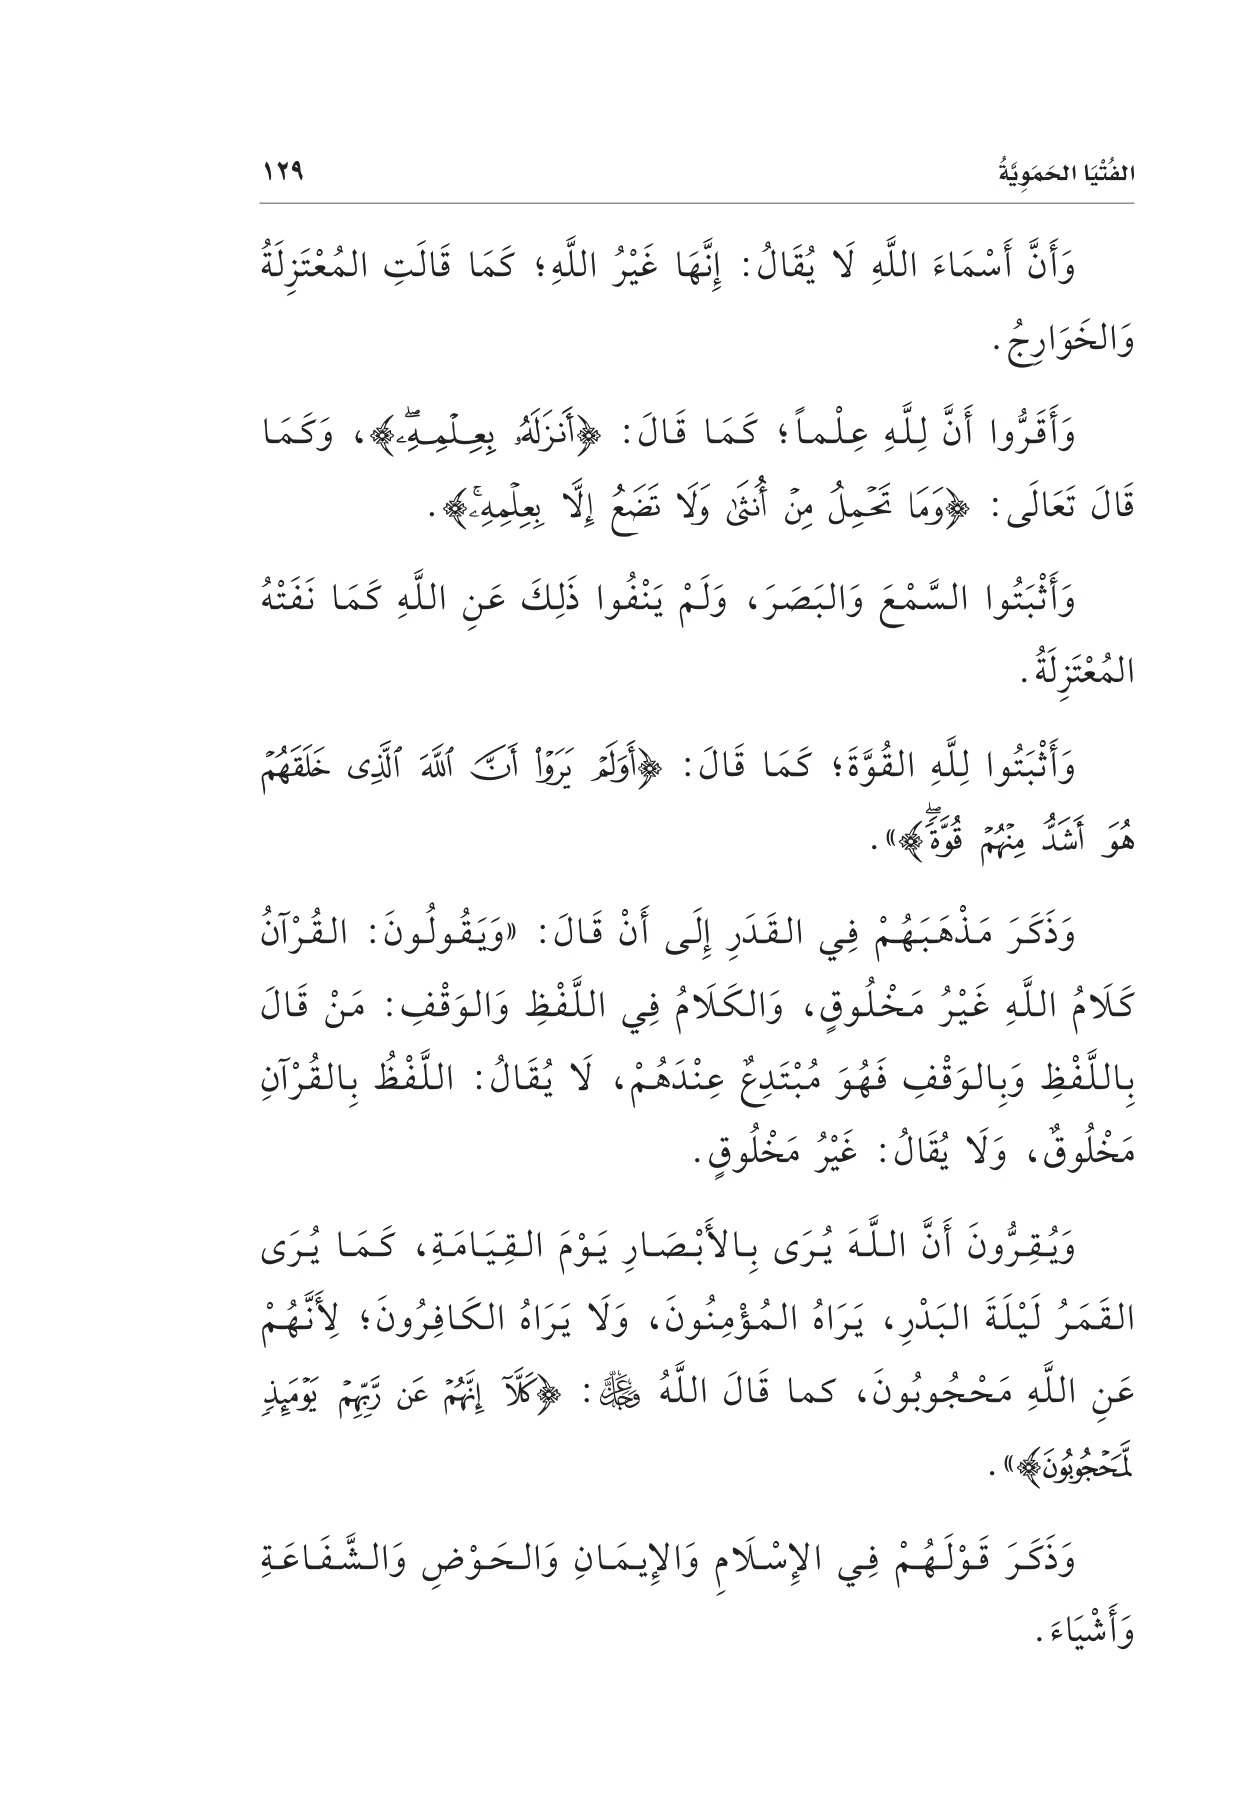 الفُتْيَا الحَمَوِيَّةُ ١٢٩
وَأَنَّ أَسْمَاءَ اللَّهِ لَا يُقَالُ: إِنَّهَا غَيْرُ اللَّهِ؛ كَمَا قَالَتِ المُعْتَزِلَةُ
وَالخَوَارِجُ.
وَأَقَرُّوا أَنَّ لِلَّهِ عِلْماً؛ كَمَا قَالَ: ﴿أَنزَلَهُۥ بِعِلۡمِهِۦۖ﴾، وَكَمَا
قَالَ تَعَالَى: ﴿وَمَا تَحۡمِلُ مِنۡ أُنثَىٰ وَلَا تَضَعُ إِلَّا بِعِلۡمِهِۦۚ﴾.
وَأَثْبَتُوا السَّمْعَ وَالبَصَرَ، وَلَمْ يَنْفُوا ذَلِكَ عَنِ اللَّهِ كَمَا نَفَتْهُ
المُعْتَزِلَةُ.
وَأَثْبَتُوا لِلَّهِ القُوَّةَ؛ كَمَا قَالَ: ﴿أَوَلَمۡ يَرَوۡاْ أَنَّ ٱللَّهَ ٱلَّذِى خَلَقَهُمۡ
هُوَ أَشَدُّ مِنۡهُمۡ قُوَّةٗۖ﴾».
وَذَكَرَ مَذْهَبَهُمْ فِي القَدَرِ إِلَى أَنْ قَالَ: «وَيَقُولُونَ: القُرْآنُ
كَلَامُ اللَّهِ غَيْرُ مَخْلُوقٍ، وَالكَلَامُ فِي اللَّفْظِ وَالوَقْفِ: مَنْ قَالَ
بِاللَّفْظِ وَبِالوَقْفِ فَهُوَ مُبْتَدِعٌ عِنْدَهُمْ، لَا يُقَالُ: اللَّفْظُ بِالقُرْآنِ
مَخْلُوقٌ، وَلَا يُقَالُ: غَيْرُ مَخْلُوقٍ.
وَيُقِرُّونَ أَنَّ اللَّهَ يُرَى بِالأَبْصَارِ يَوْمَ القِيَامَةِ، كَمَا يُرَى
القَمَرُ لَيْلَةَ البَدْرِ، يَرَاهُ المُؤْمِنُونَ، وَلَا يَرَاهُ الكَافِرُونَ؛ لِأَنَّهُمْ
عَنِ اللَّهِ مَحْجُوبُونَ، كما قَالَ اللَّهُ عَزَّ وَجَلَّ: ﴿كَلَّآ إِنَّهُمۡ عَن رَّبِّهِمۡ يَوۡمَئِذٖ
لَّمَحۡجُوبُونَ﴾».
وَذَكَرَ قَوْلَهُمْ فِي الإِسْلَامِ وَالإِيمَانِ وَالحَوْضِ وَالشَّفَاعَةِ
وَأَشْيَاءَ.